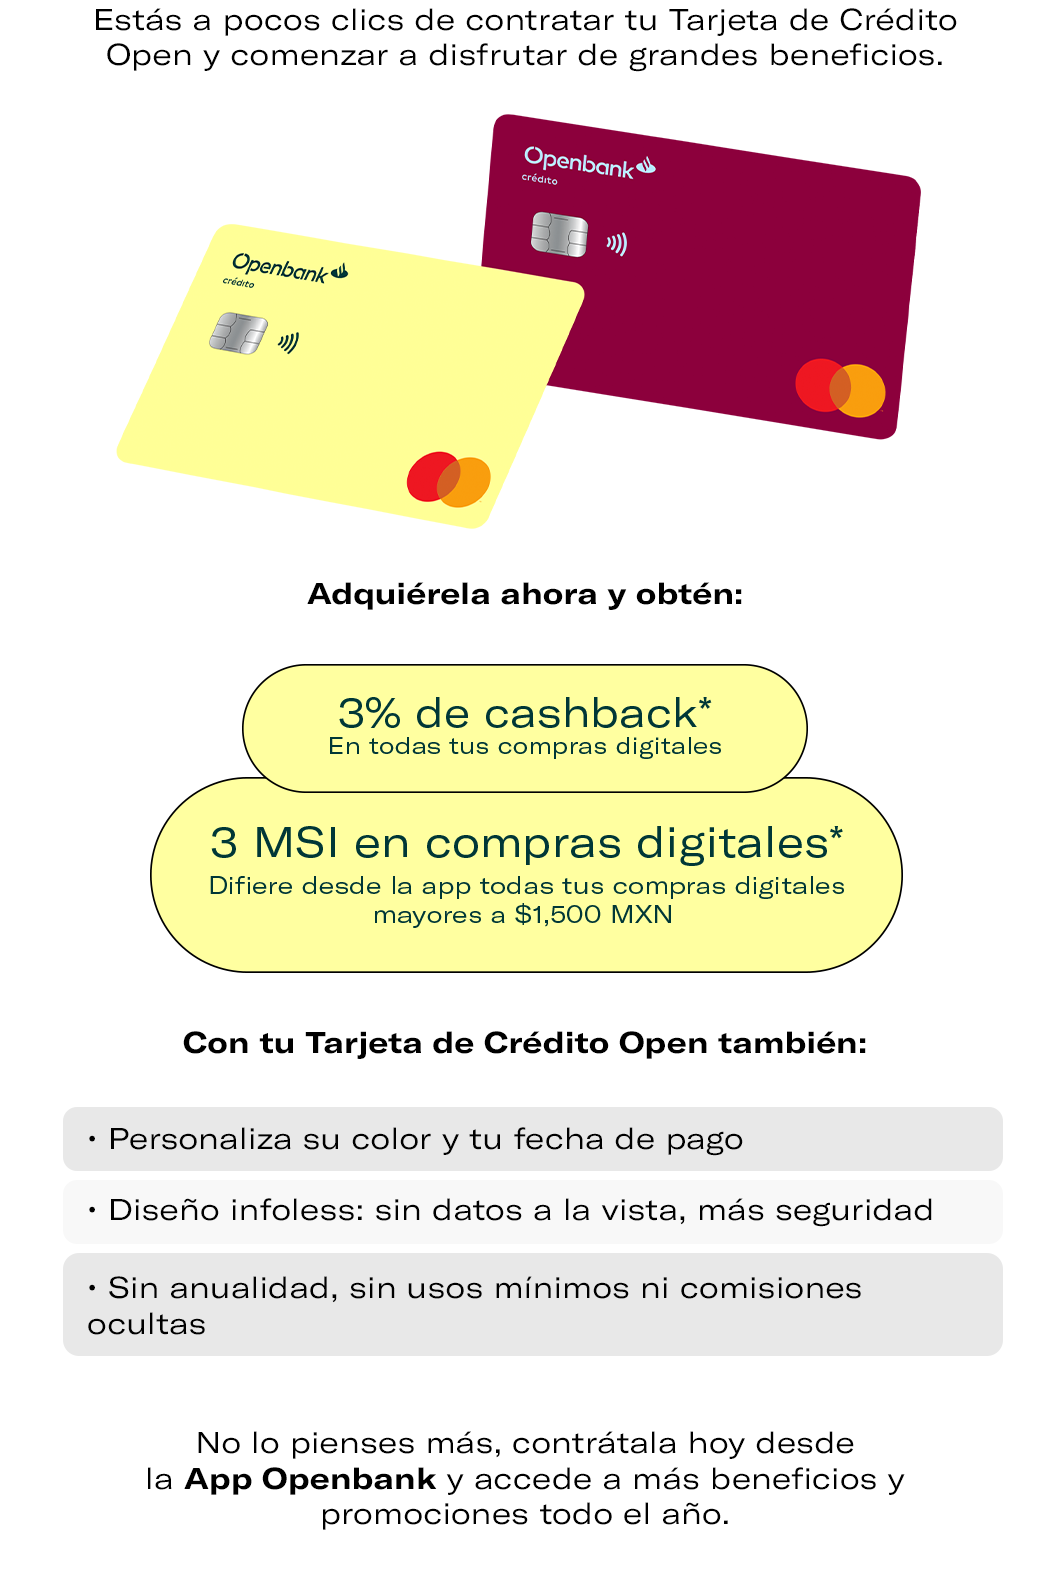 Estás a pocos clics de contratar tu Tarjeta de Crédito
Open y comenzar a disfrutar de grandes beneficios.
Openbank
crédito
Openbank
crédito
Adquiérela ahora y obtén:
3% de cashback*
En todas tus compras digitales
3 MSI en compras digitales*
Difiere desde la app todas tus compras digitales
mayores a $1,500 MXN
Con tu Tarjeta de Crédito Open también:
• Personaliza su color y tu fecha de pago
• Diseño infoless: sin datos a la vista, más seguridad
• Sin anualidad, sin usos mínimos ni comisiones
ocultas
No lo pienses más, contrátala hoy desde
la App Openbank y accede a más beneficios y
promociones todo el año.